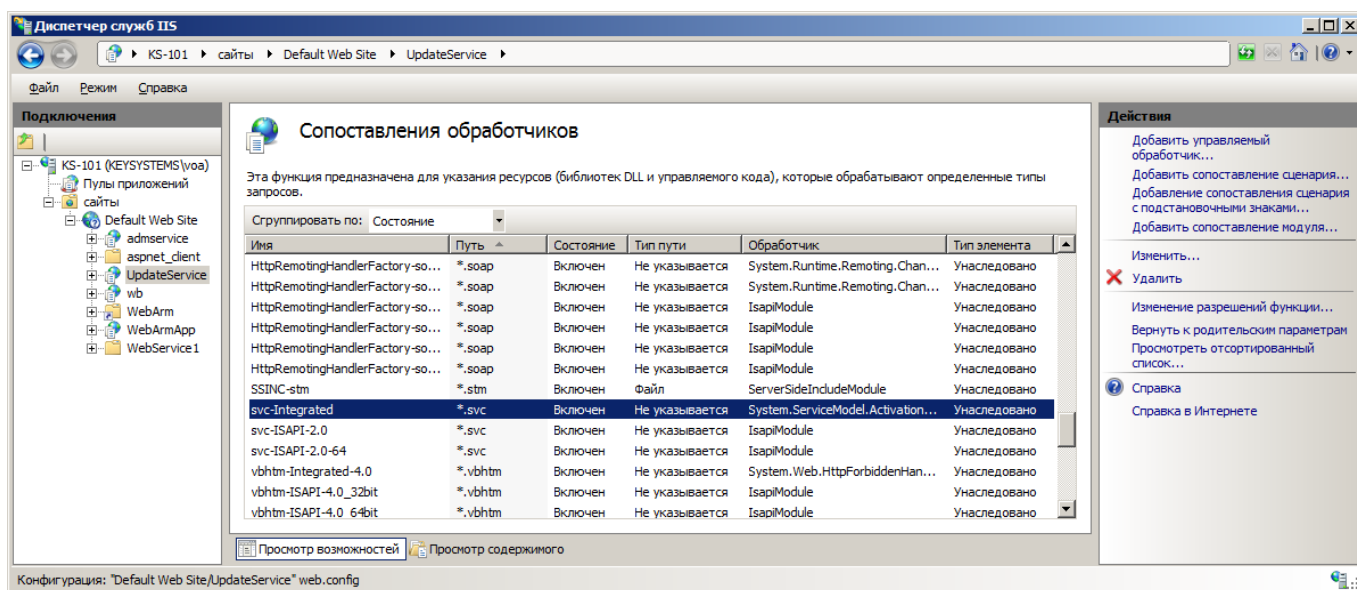 Диспетчер служб IIS
KS-101 сайты Default Web Site UpdateService
Файл Режим Справка
Подключения
KS-101 (KEYSYSTEMS\voa)
Пулы приложений
сайты
Default Web Site
admservice
aspnet_client
UpdateService
wb
WebArm
WebArmApp
WebService1
Сопоставления обработчиков
Эта функция предназначена для указания ресурсов (библиотек DLL и управляемого кода), которые обрабатывают определенные типы
запросов.
Сгруппировать по: Состояние
Имя Путь Состояние Тип пути Обработчик Тип элемента
HttpRemotingHandlerFactory-so... *.soap Включен Не указывается System.Runtime.Remoting.Chan... Унаследовано
HttpRemotingHandlerFactory-so... *.soap Включен Не указывается System.Runtime.Remoting.Chan... Унаследовано
HttpRemotingHandlerFactory-so... *.soap Включен Не указывается IsapiModule Унаследовано
HttpRemotingHandlerFactory-so... *.soap Включен Не указывается IsapiModule Унаследовано
HttpRemotingHandlerFactory-so... *.soap Включен Не указывается IsapiModule Унаследовано
HttpRemotingHandlerFactory-so... *.soap Включен Не указывается IsapiModule Унаследовано
SSINC-stm *.stm Включен Файл ServerSideIncludeModule Унаследовано
svc-Integrated *.svc Включен Не указывается System.ServiceModel.Activation... Унаследовано
svc-ISAPI-2.0 *.svc Включен Не указывается IsapiModule Унаследовано
svc-ISAPI-2.0-64 *.svc Включен Не указывается IsapiModule Унаследовано
vbhtm-Integrated-4.0 *.vbhtm Включен Не указывается System.Web.HttpForbiddenHan... Унаследовано
vbhtm-ISAPI-4.0_32bit *.vbhtm Включен Не указывается IsapiModule Унаследовано
vbhtm-ISAPI-4.0_64bit *.vbhtm Включен Не указывается IsapiModule Унаследовано
Просмотр возможностей Просмотр содержимого
Действия
Добавить управляемый
обработчик...
Добавить сопоставление сценария...
Добавление сопоставления сценария
с подстановочными знаками...
Добавить сопоставление модуля...
Изменить...
Удалить
Изменение разрешений функции...
Вернуть к родительским параметрам
Просмотреть отсортированный
список...
Справка
Справка в Интернете
Конфигурация: "Default Web Site/UpdateService" web.config